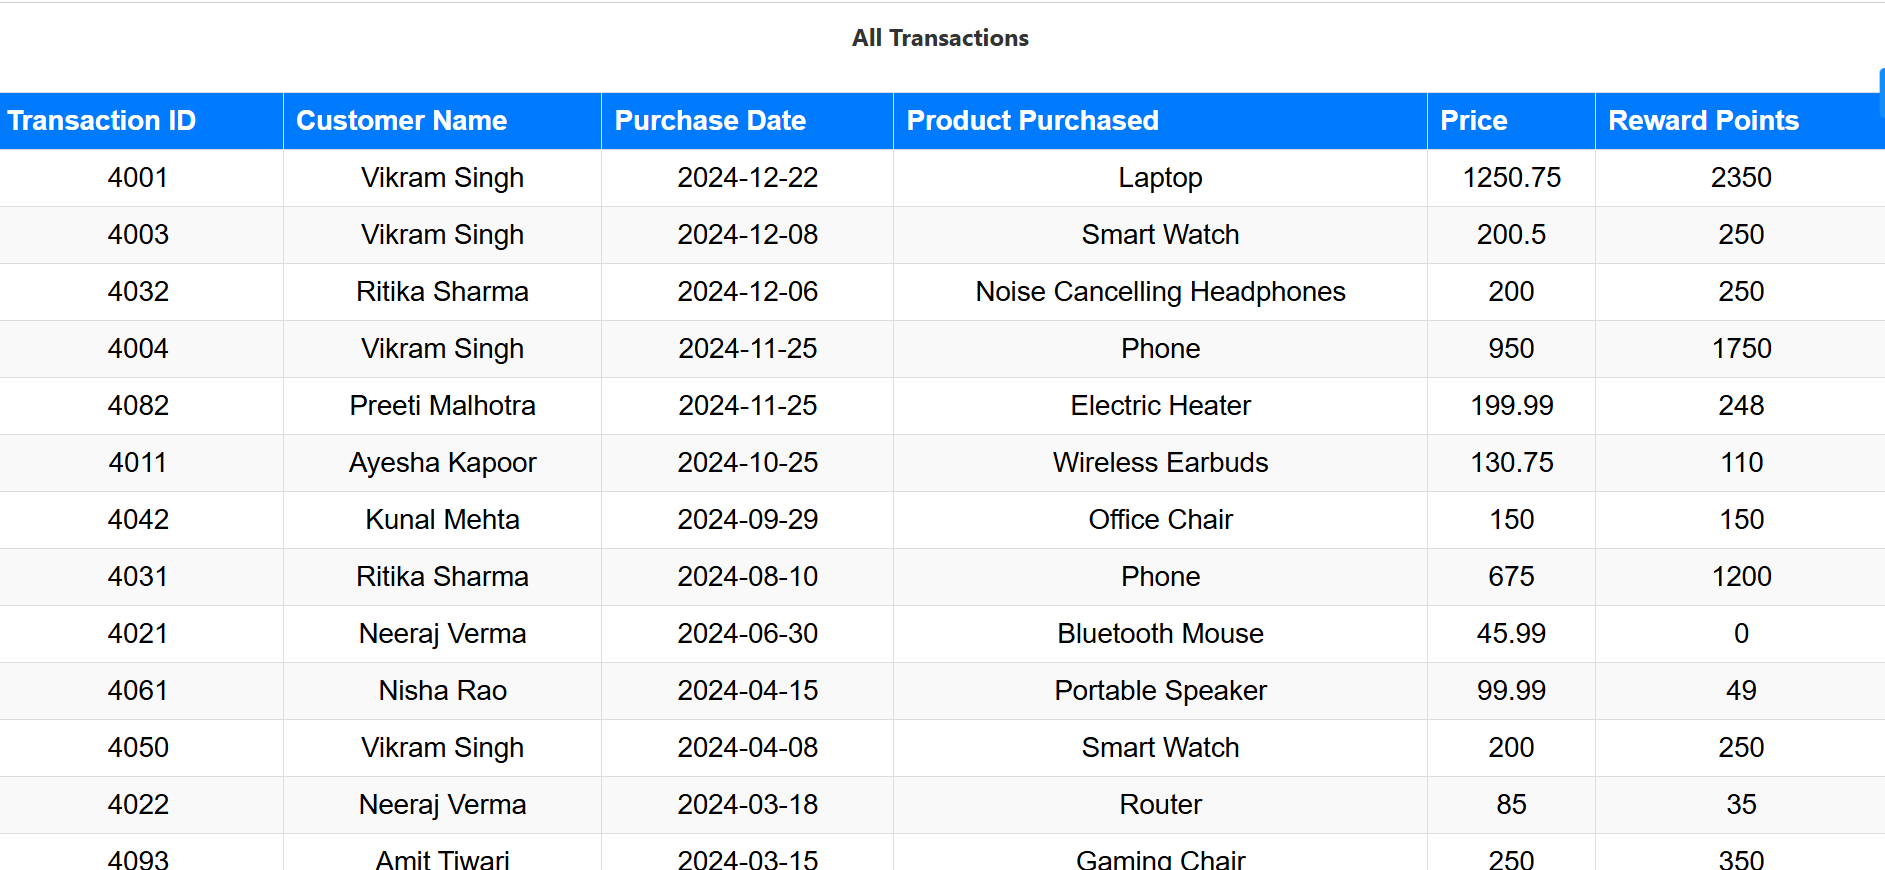 All Transactions
Transaction ID Customer Name Purchase Date Product Purchased Price Reward Points
4001 Vikram Singh 2024-12-22 Laptop 1250.75 2350
4003 Vikram Singh 2024-12-08 Smart Watch 200.5 250
4032 Ritika Sharma 2024-12-06 Noise Cancelling Headphones 200 250
4004 Vikram Singh 2024-11-25 Phone 950 1750
4082 Preeti Malhotra 2024-11-25 Electric Heater 199.99 248
4011 Ayesha Kapoor 2024-10-25 Wireless Earbuds 130.75 110
4042 Kunal Mehta 2024-09-29 Office Chair 150 150
4031 Ritika Sharma 2024-08-10 Phone 675 1200
4021 Neeraj Verma 2024-06-30 Bluetooth Mouse 45.99 0
4061 Nisha Rao 2024-04-15 Portable Speaker 99.99 49
4050 Vikram Singh 2024-04-08 Smart Watch 200 250
4022 Neeraj Verma 2024-03-18 Router 85 35
4093 Amit Tiwari 2024-03-15 Gaming Chair 250 350